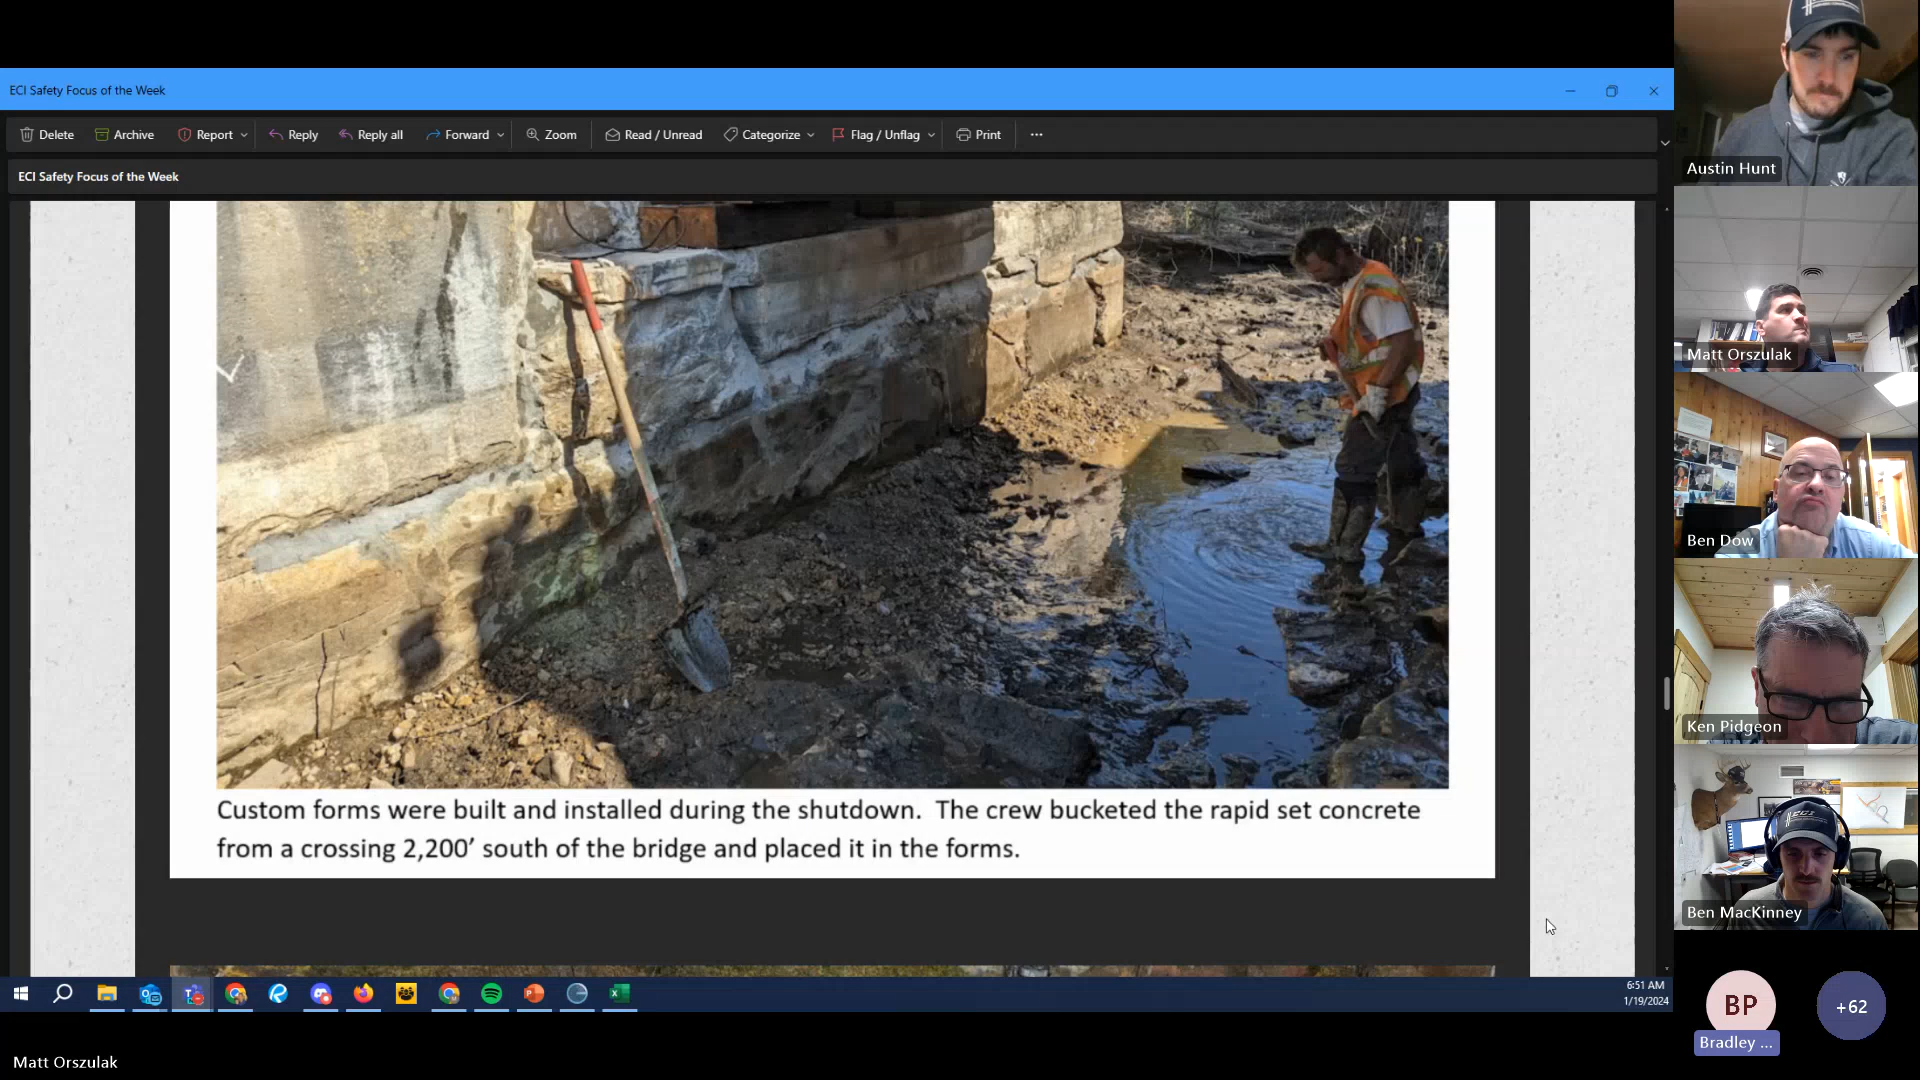 ECI Safety Focus of the Week
Delete Archive Report Reply Reply all Forward Zoom Read / Unread Categorize Flag / Unflag Print ...
ECI Safety Focus of the Week
Custom forms were built and installed during the shutdown. The crew bucketed the rapid set concrete
from a crossing 2,200' south of the bridge and placed it in the forms.
6:51 AM
1/19/2024
Matt Orszulak
Austin Hunt
Matt Orszulak
Ben Dow
Ken Pidgeon
ECI
Ben MacKinney
BP
+62
Bradley ...